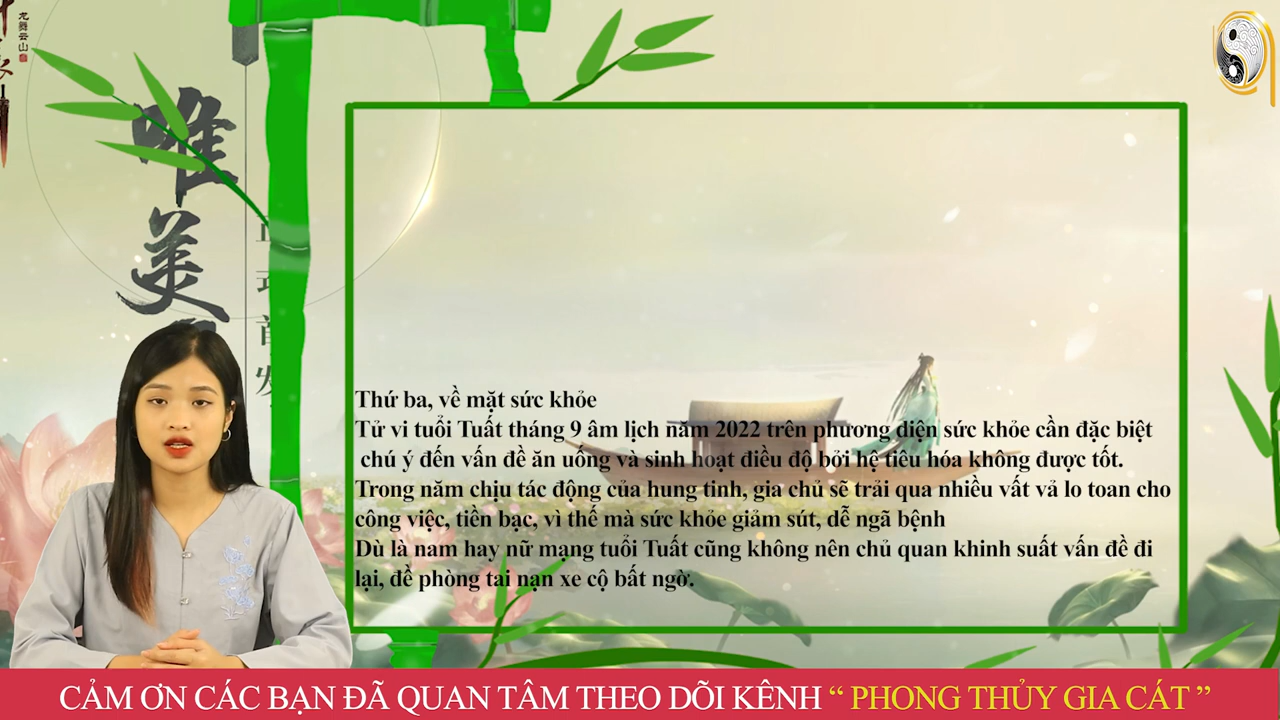 龙舞云山
唯
美
Thứ ba, về mặt sức khỏe
Tử vi tuổi Tuất tháng 9 âm lịch năm 2022 trên phương diện sức khỏe cần đặc biệt
chú ý đến vấn đề ăn uống và sinh hoạt điều độ bởi hệ tiêu hóa không được tốt.
Trong năm chịu tác động của hung tinh, gia chủ sẽ trải qua nhiều vất vả lo toan cho
công việc, tiền bạc, vì thế mà sức khỏe giảm sút, dễ ngã bệnh
Dù là nam hay nữ mạng tuổi Tuất cũng không nên chủ quan khinh suất vấn đề đi
lại, đề phòng tai nạn xe cộ bất ngờ.
CẢM ƠN CÁC BẠN ĐÃ QUAN TÂM THEO DÕI KÊNH “ PHONG THỦY GIA CÁT ”